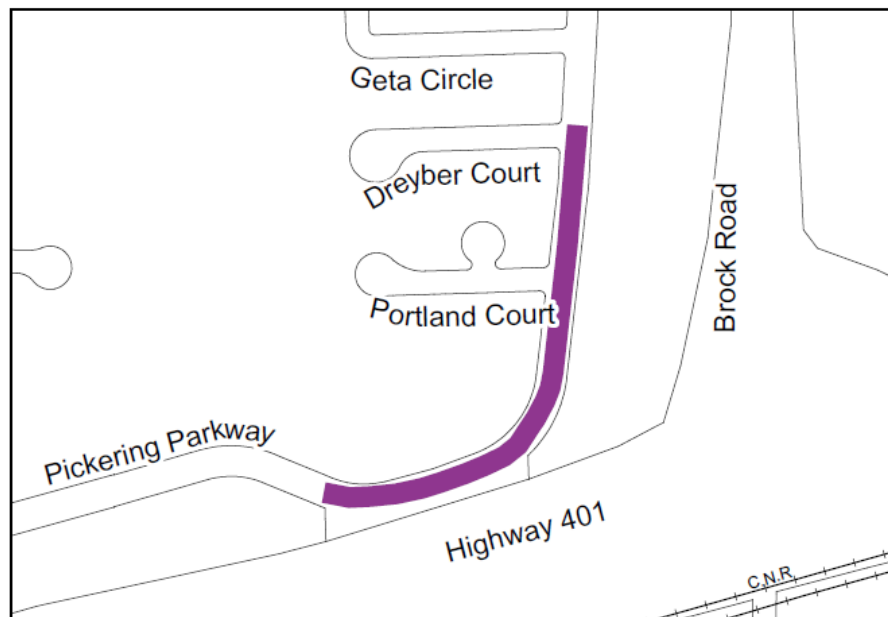 Geta Circle
Dreyber Court
Brock Road
Portland Court
Pickering Parkway
Highway 401
C.N.R.